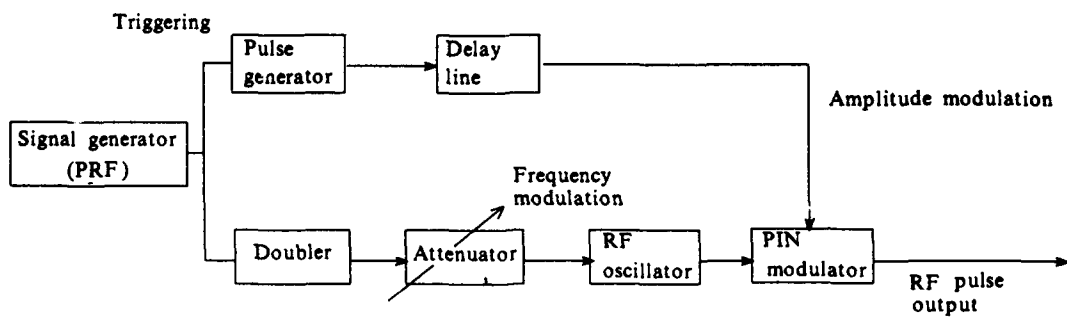 Triggering
Pulse
generator
Delay
line
Amplitude modulation
Signal generator
(PRF)
Frequency
modulation
Doubler
Attenuator
RF
oscillator
PIN
modulator
RF pulse
output